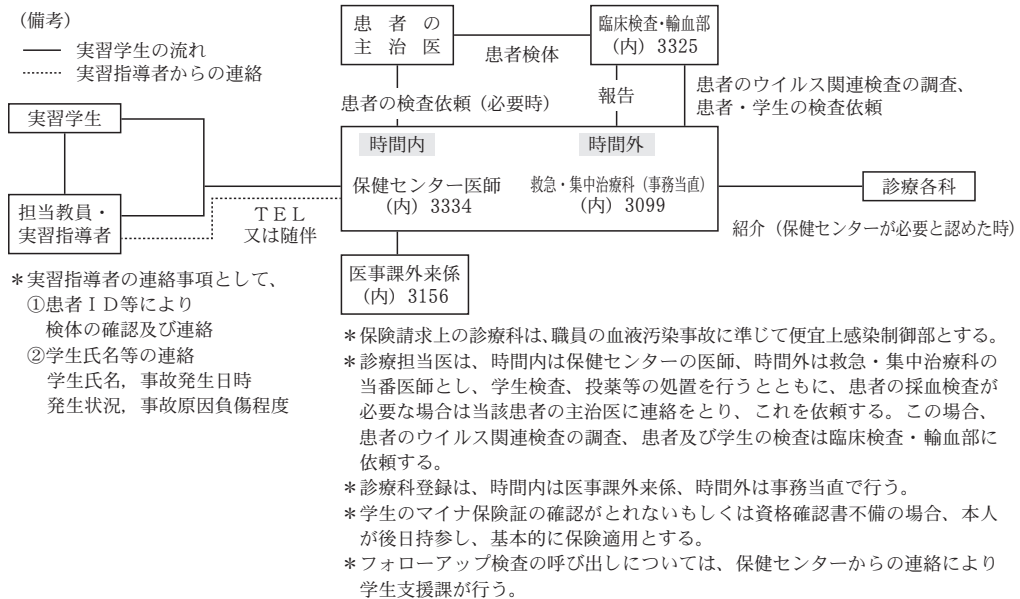 （備考）
実習学生の流れ
実習指導者からの連絡
患者の
主治医
患者検体
臨床検査・輸血部
（内）3325
患者の検査依頼（必要時）
報告
患者のウイルス関連検査の調査、
患者・学生の検査依頼
実習学生
担当教員・
実習指導者
ＴＥＬ
又は随伴
時間内
保健センター医師
（内）3334
時間外
救急・集中治療科（事務当直）
（内）3099
診療各科
紹介（保健センターが必要と認めた時）
医事課外来係
（内）3156
＊実習指導者の連絡事項として、
①患者ＩＤ等により
検体の確認及び連絡
②学生氏名等の連絡
学生氏名，事故発生日時
発生状況，事故原因負傷程度
＊保険請求上の診療科は、職員の血液汚染事故に準じて便宜上感染制御部とする。
＊診療担当医は、時間内は保健センターの医師、時間外は救急・集中治療科の
当番医師とし、学生検査、投薬等の処置を行うとともに、患者の採血検査が
必要な場合は当該患者の主治医に連絡をとり、これを依頼する。この場合、
患者のウイルス関連検査の調査、患者及び学生の検査は臨床検査・輸血部に
依頼する。
＊診療科登録は、時間内は医事課外来係、時間外は事務当直で行う。
＊学生のマイナ保険証の確認がとれないもしくは資格確認書不備の場合、本人
が後日持参し、基本的に保険適用とする。
＊フォローアップ検査の呼び出しについては、保健センターからの連絡により
学生支援課が行う。